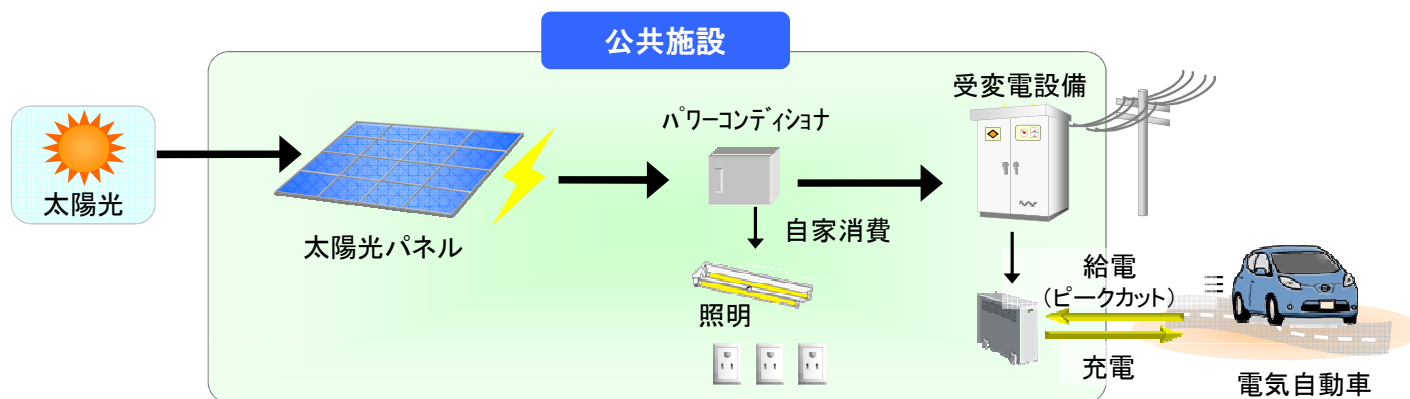 公共施設
受変電設備
ﾊﾟﾜｰｺﾝﾃﾞｨｼｮﾅ
太陽光
太陽光パネル
自家消費
照明
給電
（ピークカット）
充電
電気自動車